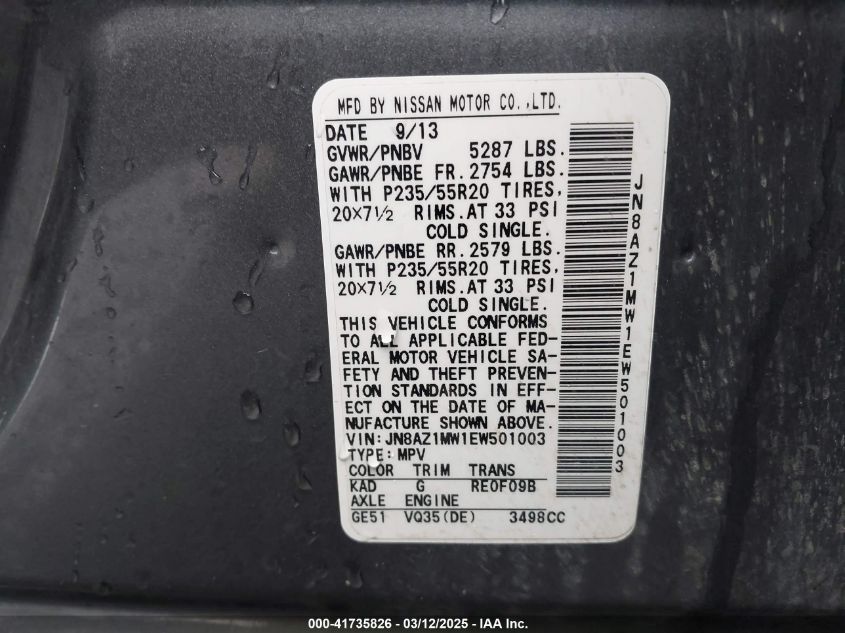 MFD BY NISSAN MOTOR CO.,LTD.
DATE 9/13
GVWR/PNBV 5287 LBS.
GAWR/PNBE FR. 2754 LBS.
WITH P235/55R20 TIRES,
20×7½ RIMS.AT 33 PSI
COLD SINGLE.
GAWR/PNBE RR. 2579 LBS.
WITH P235/55R20 TIRES,
20×7½ RIMS.AT 33 PSI
COLD SINGLE.
THIS VEHICLE CONFORMS
TO ALL APPLICABLE FED-
ERAL MOTOR VEHICLE SA-
FETY AND THEFT PREVEN-
TION STANDARDS IN EFF-
ECT ON THE DATE OF MA-
NUFACTURE SHOWN ABOVE.
VIN:JN8AZ1MW1EW501003
TYPE:MPV
COLOR TRIM TRANS
KAD G RE0F09B
AXLE ENGINE
GE51 VQ35(DE) 3498CC
JN8AZ1MW1EW501003
000-41735826 - 03/12/2025 - IAA Inc.